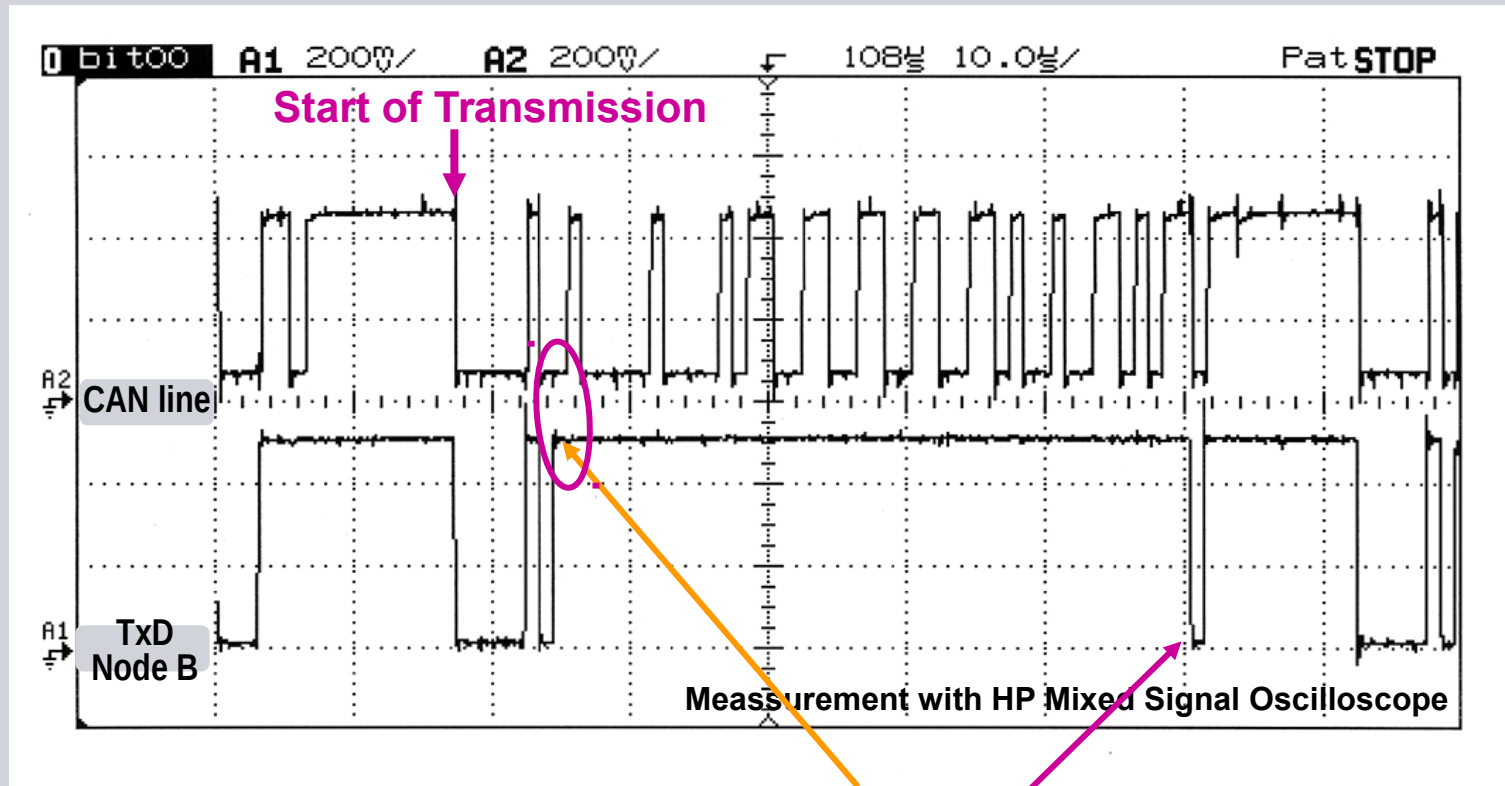 0 bit00 A1 200mV/ A2 200mV/ 108µs 10.0µs/ Pat STOP
Start of Transmission
A2
CAN line
A1
TxD
Node B
Meassurement with HP Mixed Signal Oscilloscope